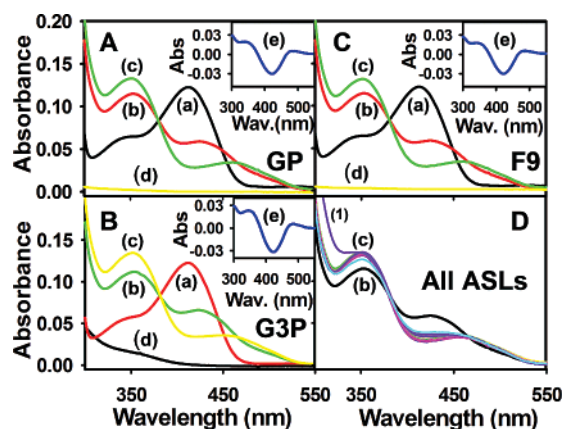 0.20
0.15
0.10
0.05
0.00
Absorbance
A
(c)
(b)
(a)
(d)
GP
0.03
0.00
-0.03
Abs
(e)
300 400 500
Wav.(nm)
C
(c)
(b)
(a)
(d)
F9
0.03
0.00
-0.03
Abs
(e)
300 400 500
Wav.(nm)
0.15
0.10
0.05
0.00
Absorbance
B
(c)
(b)
(a)
(d)
G3P
0.03
0.00
-0.03
Abs
(e)
300 400 500
Wav.(nm)
D
(1)
(c)
(b)
All ASLs
350 450 550
Wavelength (nm)
350 450 550
Wavelength (nm)